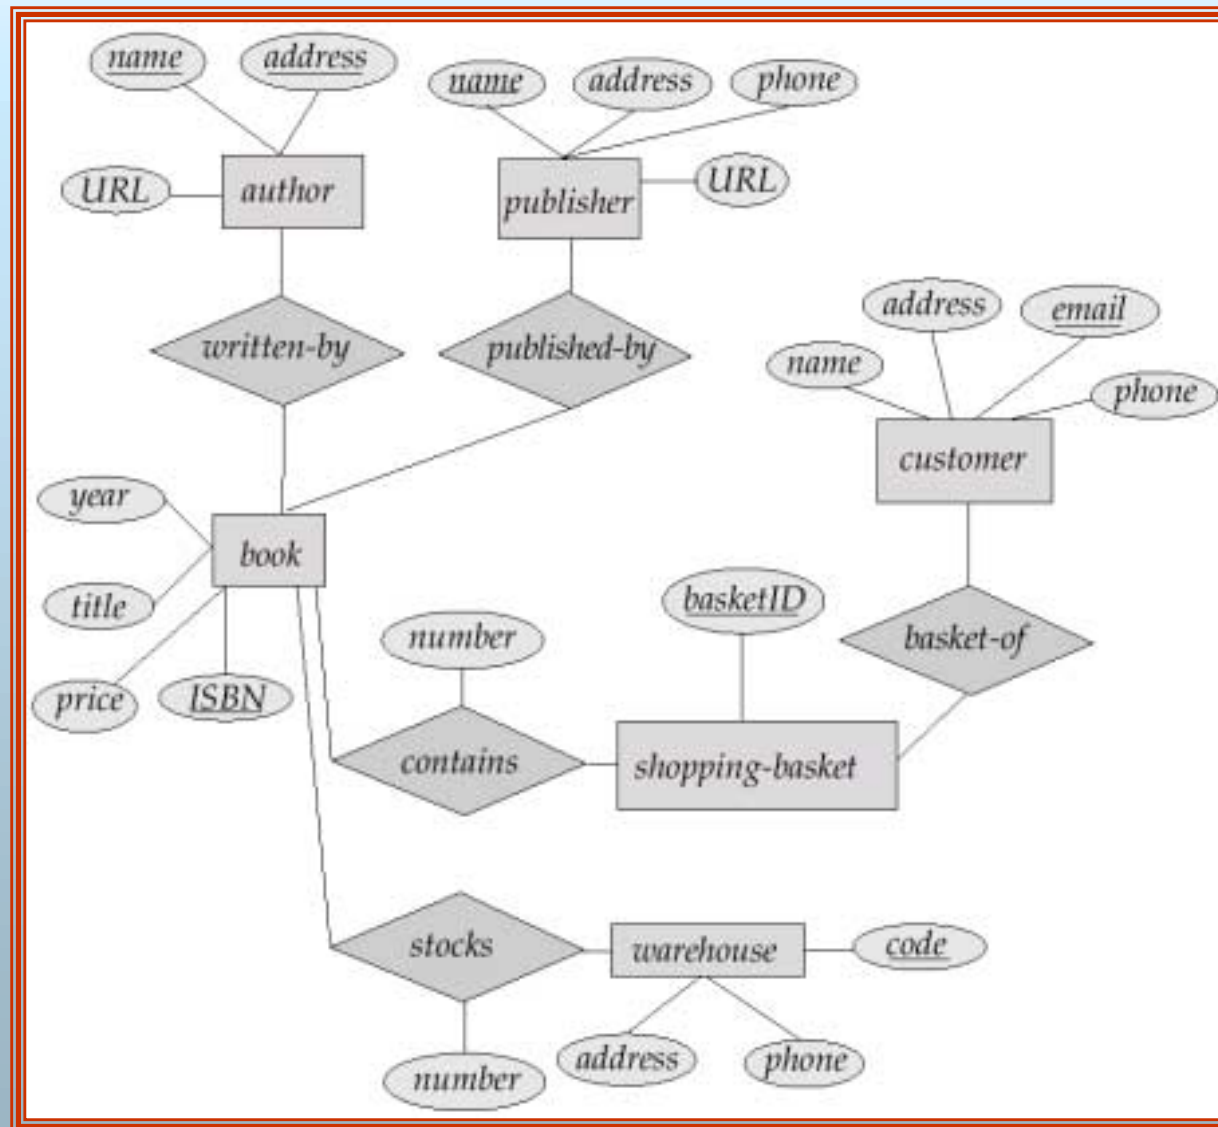 name
address
name
address
phone
URL
author
publisher
URL
written-by
published-by
address
email
name
phone
customer
year
book
title
price
ISBN
number
basketID
basket-of
contains
shopping-basket
stocks
warehouse
code
number
address
phone